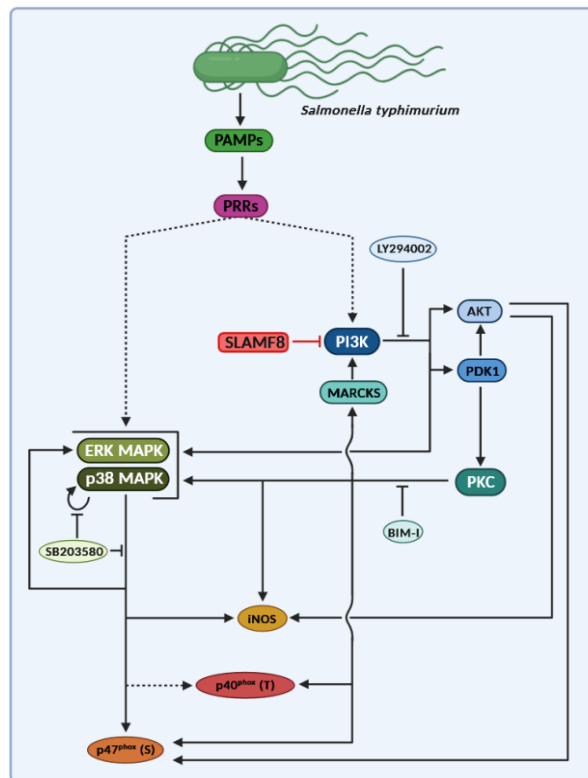 Salmonella typhimurium
PAMPs
PRRs
LY294002
AKT
SLAMF8
PI3K
PDK1
MARCKS
ERK MAPK
p38 MAPK
PKC
BIM-I
SB203580
iNOS
p40phox (T)
p47phox (S)